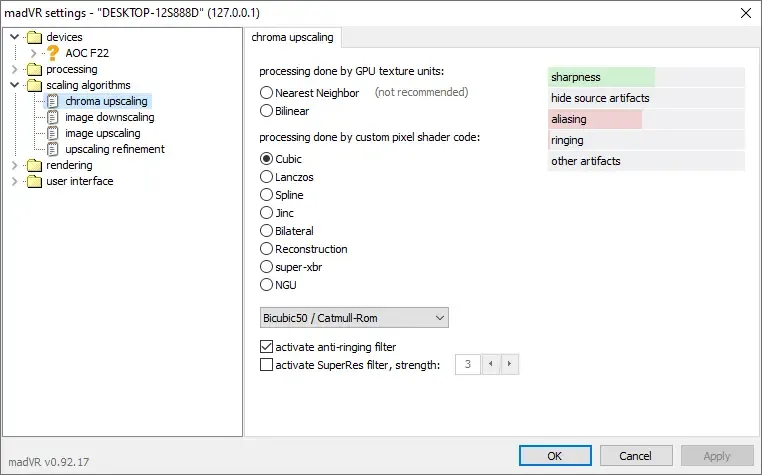 madVR settings - "DESKTOP-12S888D" (127.0.0.1)
devices
AOC F22
processing
scaling algorithms
chroma upscaling
image downscaling
image upscaling
upscaling refinement
rendering
user interface
madVR v0.92.17
chroma upscaling
processing done by GPU texture units:
Nearest Neighbor (not recommended)
Bilinear
processing done by custom pixel shader code:
Cubic
Lanczos
Spline
Jinc
Bilateral
Reconstruction
super-xbr
NGU
Bicubic50 / Catmull-Rom
activate anti-ringing filter
activate SuperRes filter, strength: 3
sharpness
hide source artifacts
aliasing
ringing
other artifacts
OK Cancel Apply